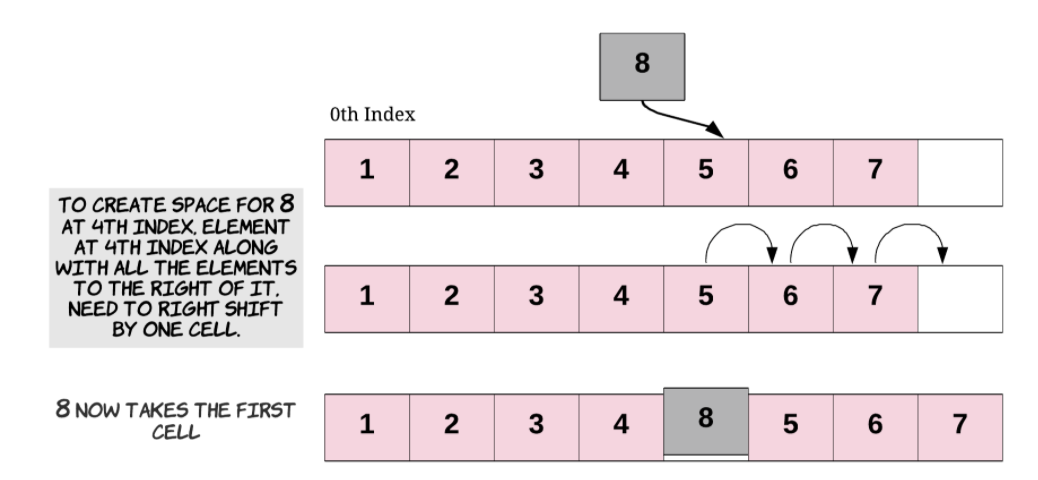 8
0th Index
1 2 3 4 5 6 7
TO CREATE SPACE FOR 8
AT 4TH INDEX, ELEMENT
AT 4TH INDEX ALONG
WITH ALL THE ELEMENTS
TO THE RIGHT OF IT,
NEED TO RIGHT SHIFT
BY ONE CELL.
1 2 3 4 5 6 7
8 NOW TAKES THE FIRST
CELL
1 2 3 4 8 5 6 7